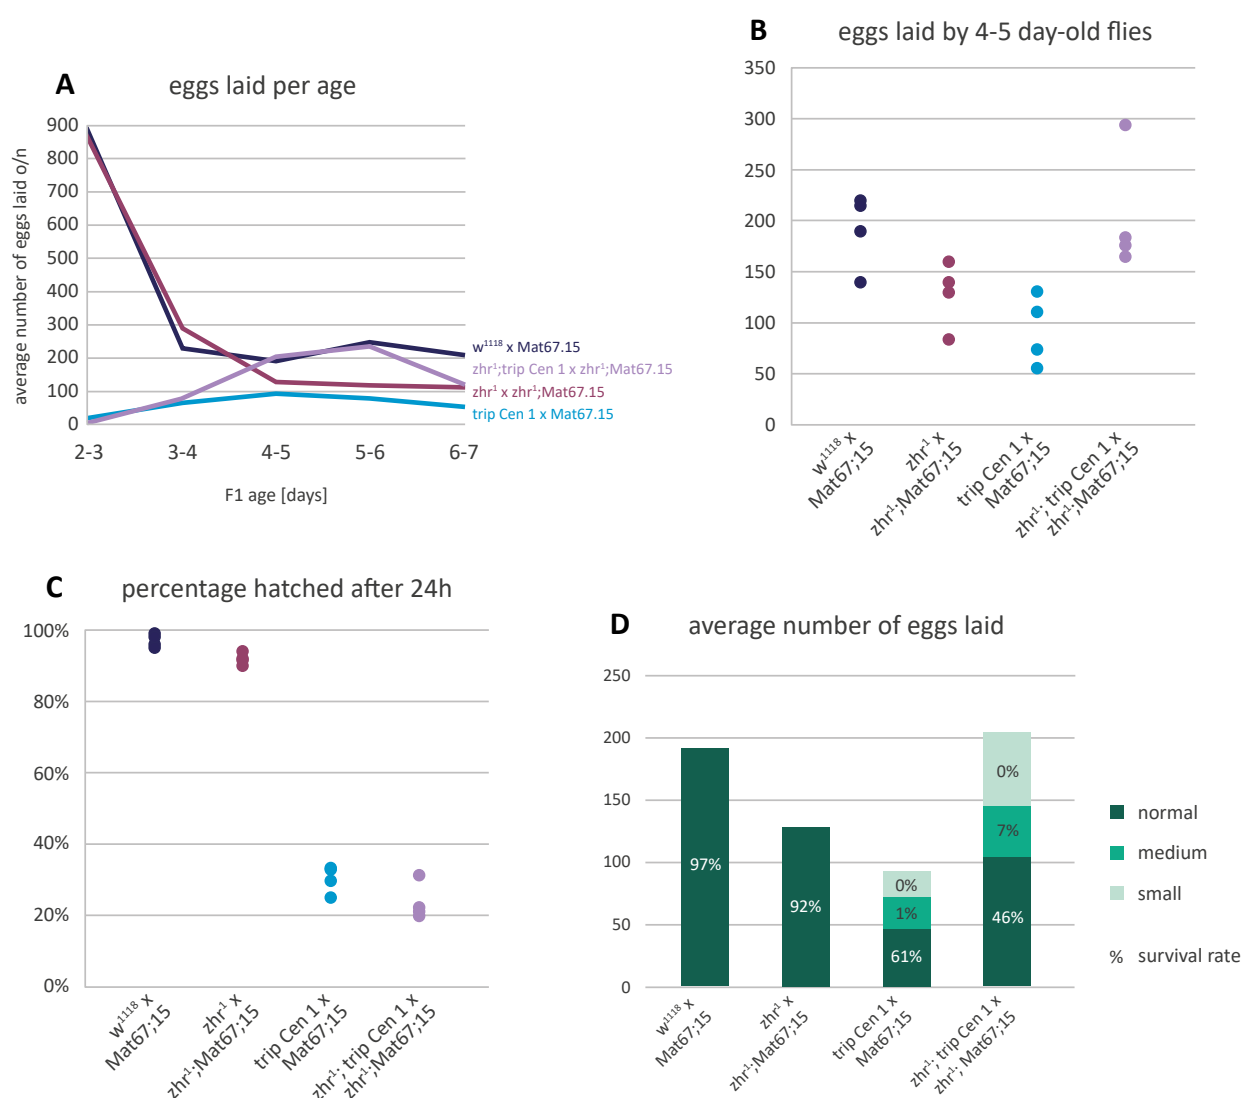 A eggs laid per age
average number of eggs laid o/n
900
800
700
600
500
400
300
200
100
0
2-3 3-4 4-5 5-6 6-7
F1 age [days]
w¹¹¹⁸ x Mat67.15
zhr¹;trip Cen 1 x zhr¹;Mat67.15
zhr¹ x zhr¹;Mat67.15
trip Cen 1 x Mat67.15
B eggs laid by 4-5 day-old flies
350
300
250
200
150
100
50
0
w¹¹¹⁸ x
Mat67;15
zhr¹ x
zhr¹;Mat67;15
trip Cen 1 x
Mat67;15
zhr¹; trip Cen 1 x
zhr¹;Mat67;15
C percentage hatched after 24h
100%
80%
60%
40%
20%
0%
w¹¹¹⁸ x
Mat67;15
zhr¹ x
zhr¹;Mat67;15
trip Cen 1 x
Mat67;15
zhr¹; trip Cen 1 x
zhr¹;Mat67;15
D average number of eggs laid
250
200
150
100
50
0
97%
92%
0%
1%
61%
0%
7%
46%
w¹¹¹⁸ x
Mat67;15
zhr¹ x
zhr¹;Mat67;15
trip Cen 1 x
Mat67;15
zhr¹; trip Cen 1 x
zhr¹; Mat67;15
normal
medium
small
% survival rate